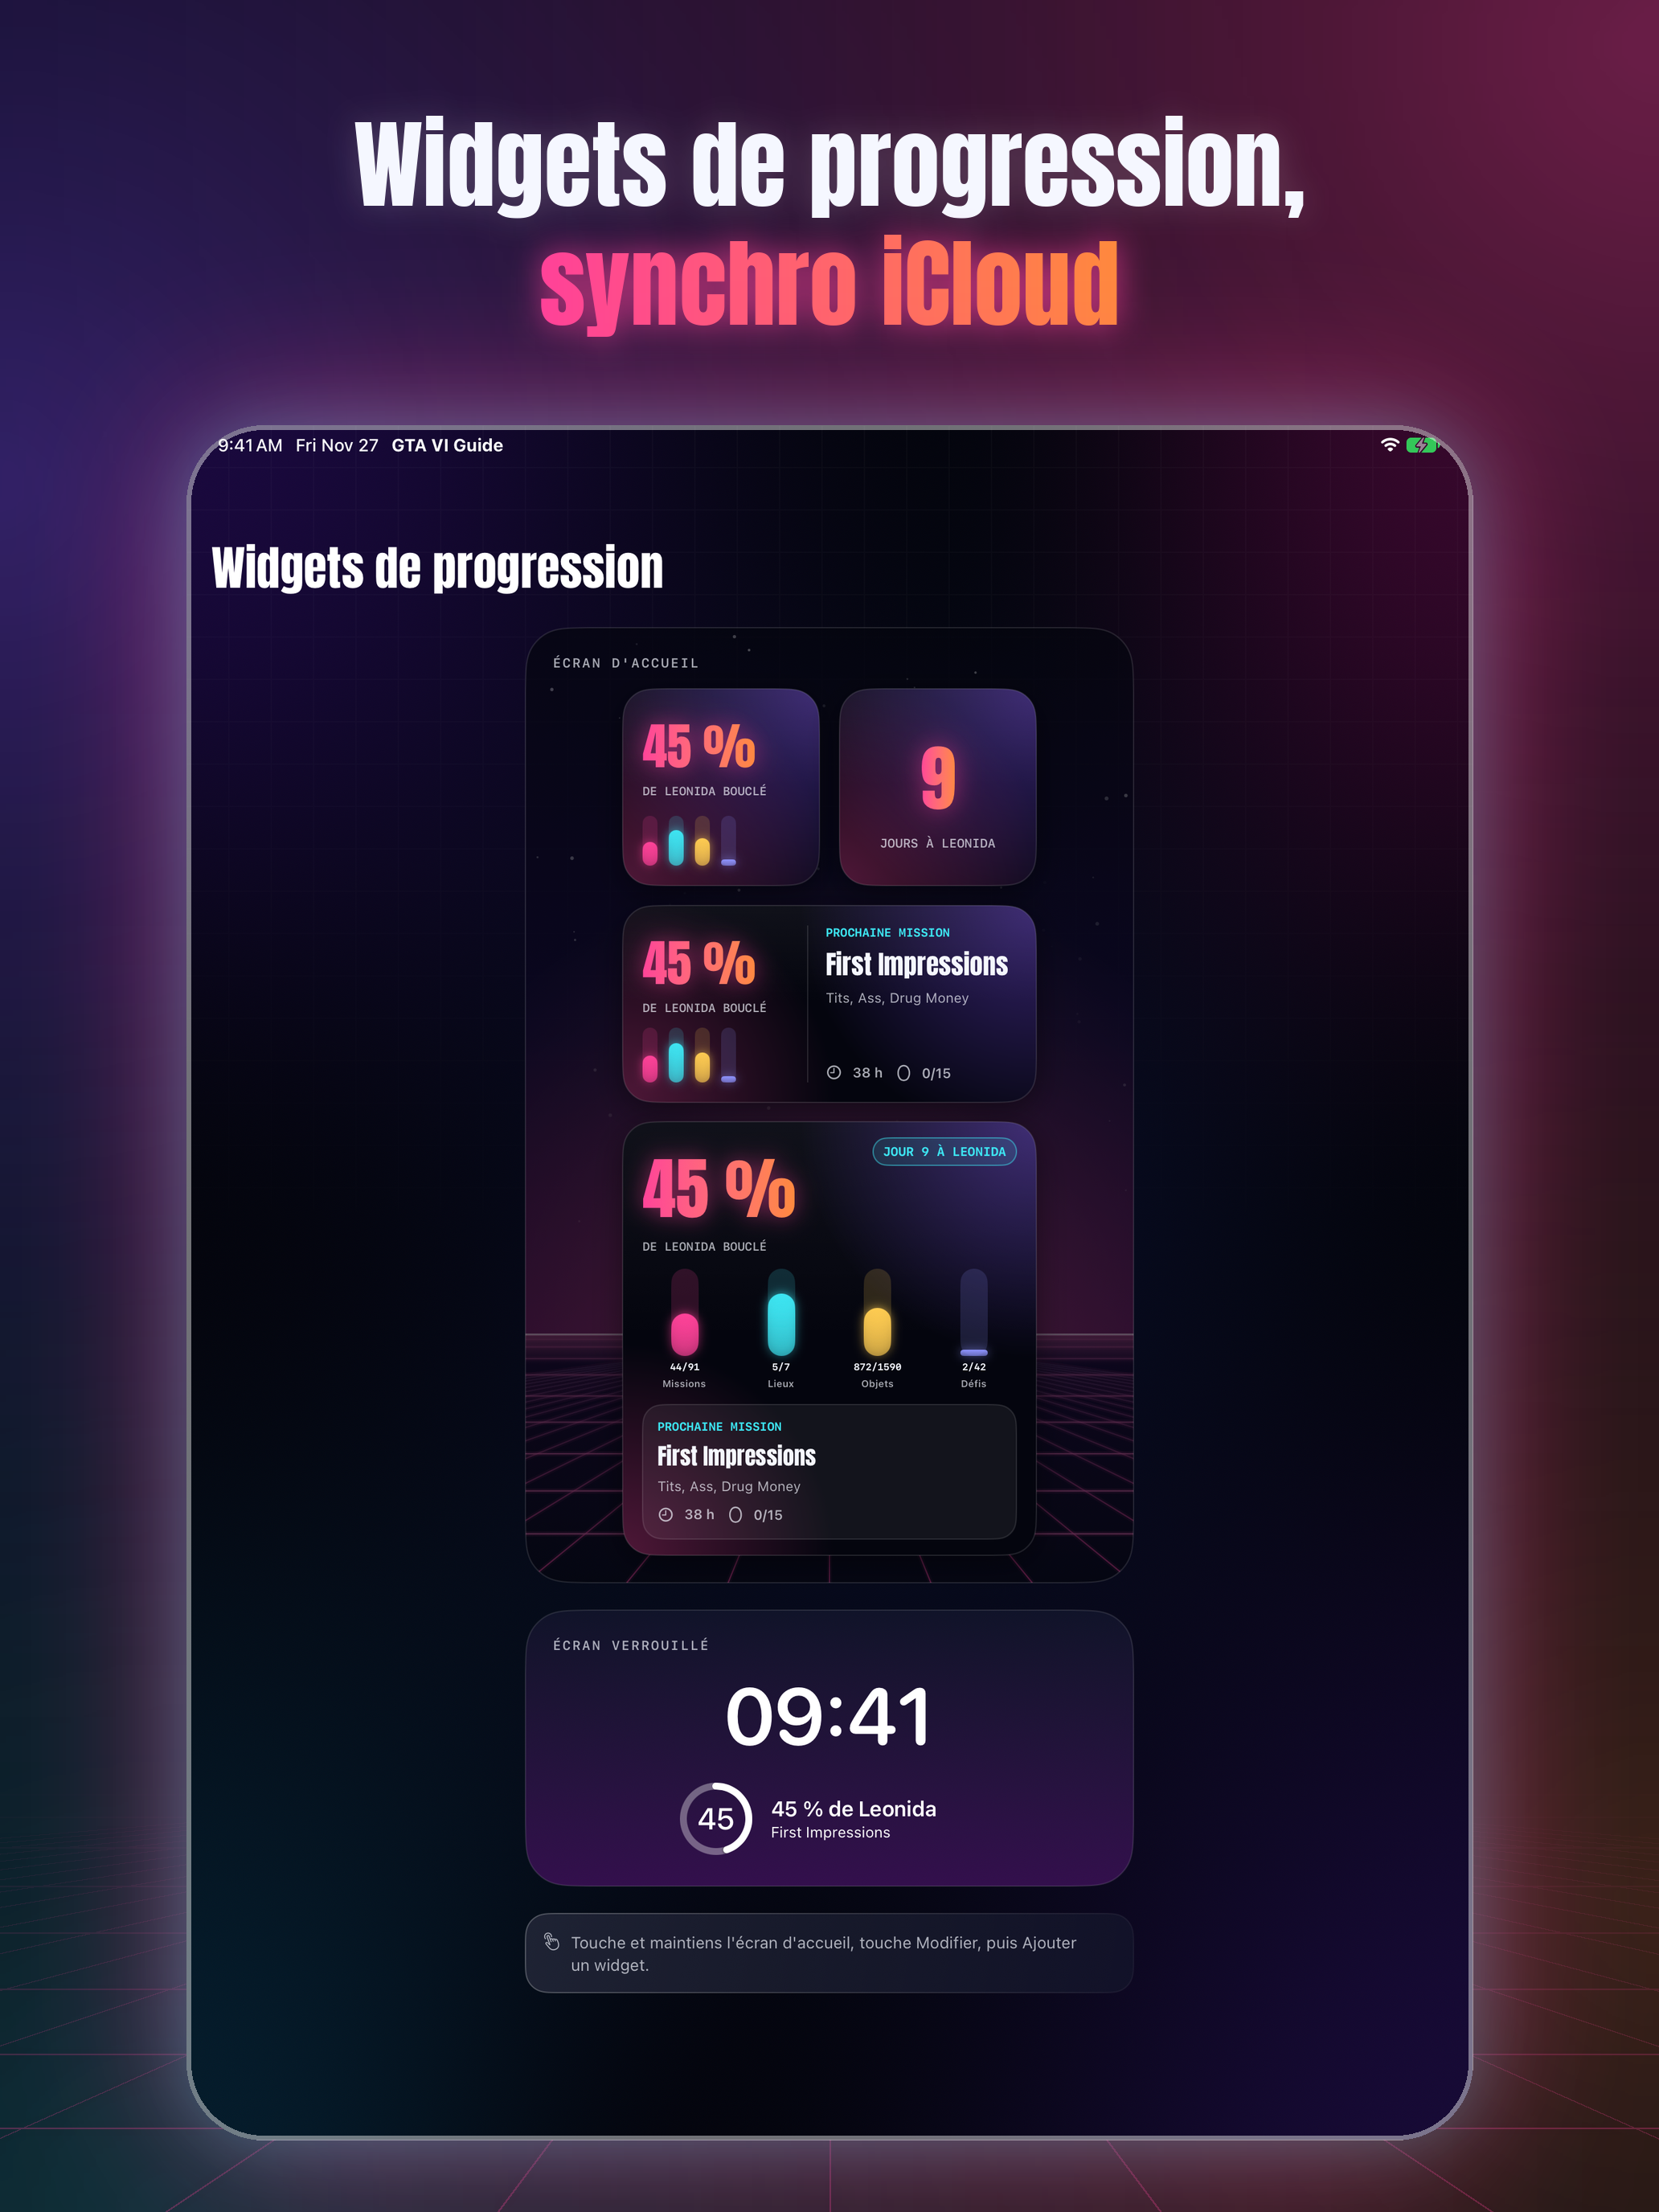 Widgets de progression,
synchro iCloud
9:41 AM Fri Nov 27 GTA VI Guide
Widgets de progression
ÉCRAN D'ACCUEIL
45 %
DE LEONIDA BOUCLÉ
9
JOURS À LEONIDA
45 %
DE LEONIDA BOUCLÉ
PROCHAINE MISSION
First Impressions
Tits, Ass, Drug Money
38 h 0/15
JOUR 9 À LEONIDA
45 %
DE LEONIDA BOUCLÉ
44/91 5/7 872/1590 2/42
Missions Lieux Objets Défis
PROCHAINE MISSION
First Impressions
Tits, Ass, Drug Money
38 h 0/15
ÉCRAN VERROUILLÉ
09:41
45
45 % de Leonida
First Impressions
Touche et maintiens l'écran d'accueil, touche Modifier, puis Ajouter
un widget.